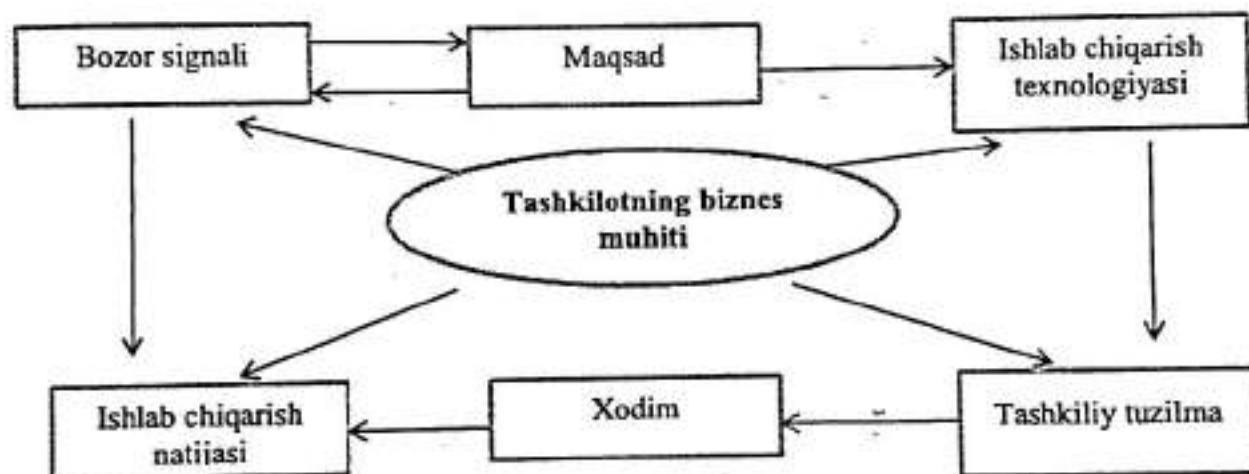 Bozor signali
Maqsad
Ishlab chiqarish
texnologiyasi
Tashkilotning biznes
muhiti
Ishlab chiqarish
natijasi
Xodim
Tashkiliy tuzilma